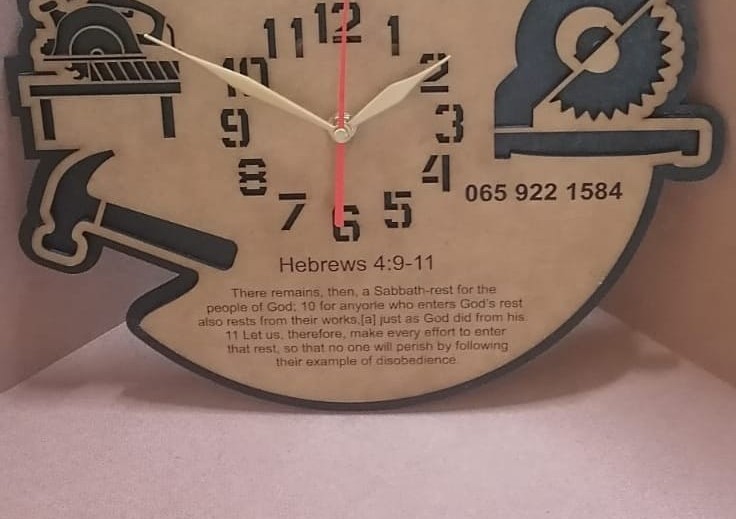 12
11
1
10
2
9
3
8
4
7
5
6
065 922 1584
Hebrews 4:9-11
There remains, then, a Sabbath-rest for the
people of God; 10 for anyone who enters God's rest
also rests from their works,[a] just as God did from his.
11 Let us, therefore, make every effort to enter
that rest, so that no one will perish by following
their example of disobedience.